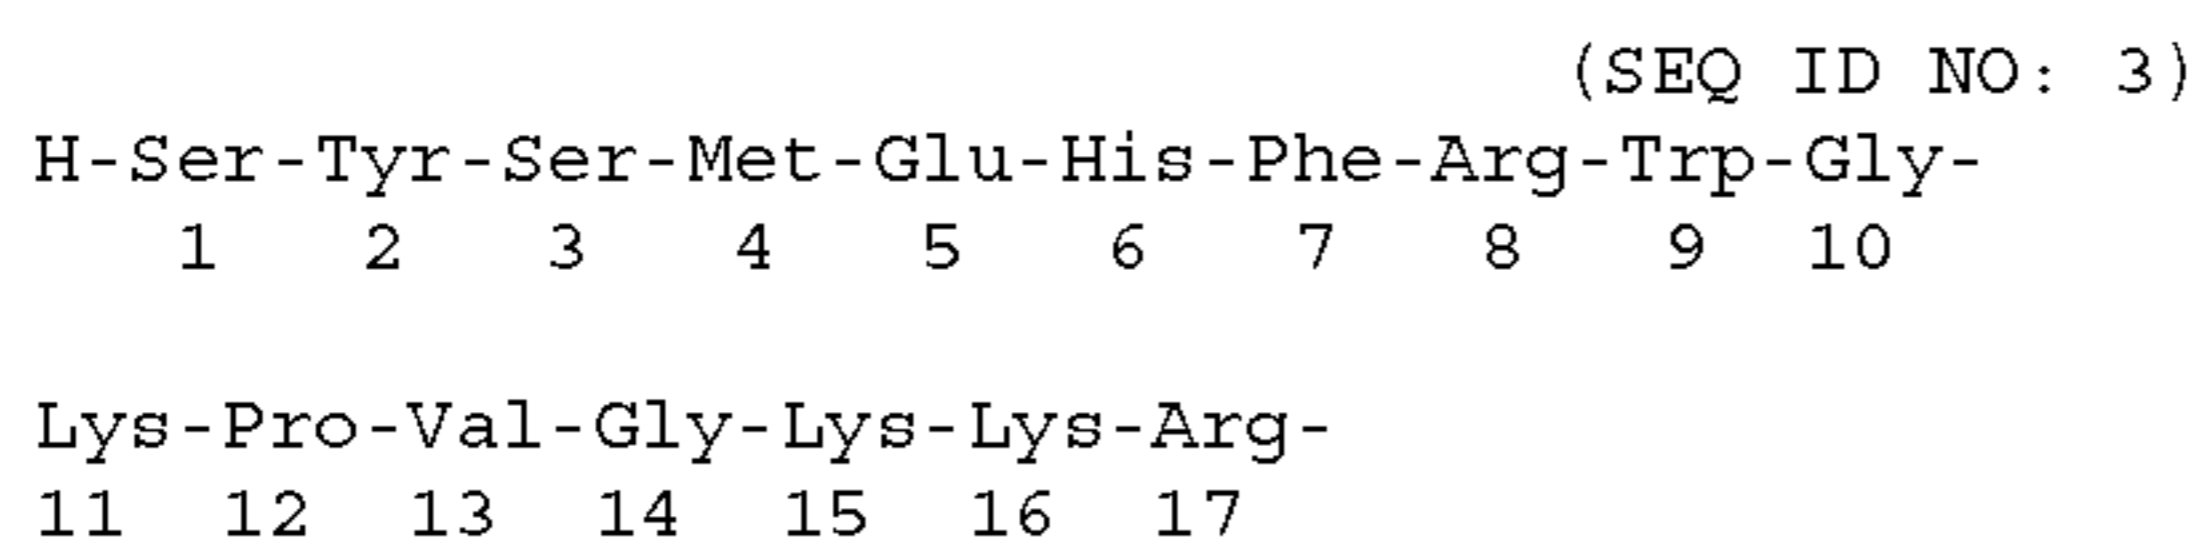 (SEQ ID NO: 3)
H-Ser-Tyr-Ser-Met-Glu-His-Phe-Arg-Trp-Gly-
1 2 3 4 5 6 7 8 9 10
Lys-Pro-Val-Gly-Lys-Lys-Arg-
11 12 13 14 15 16 17